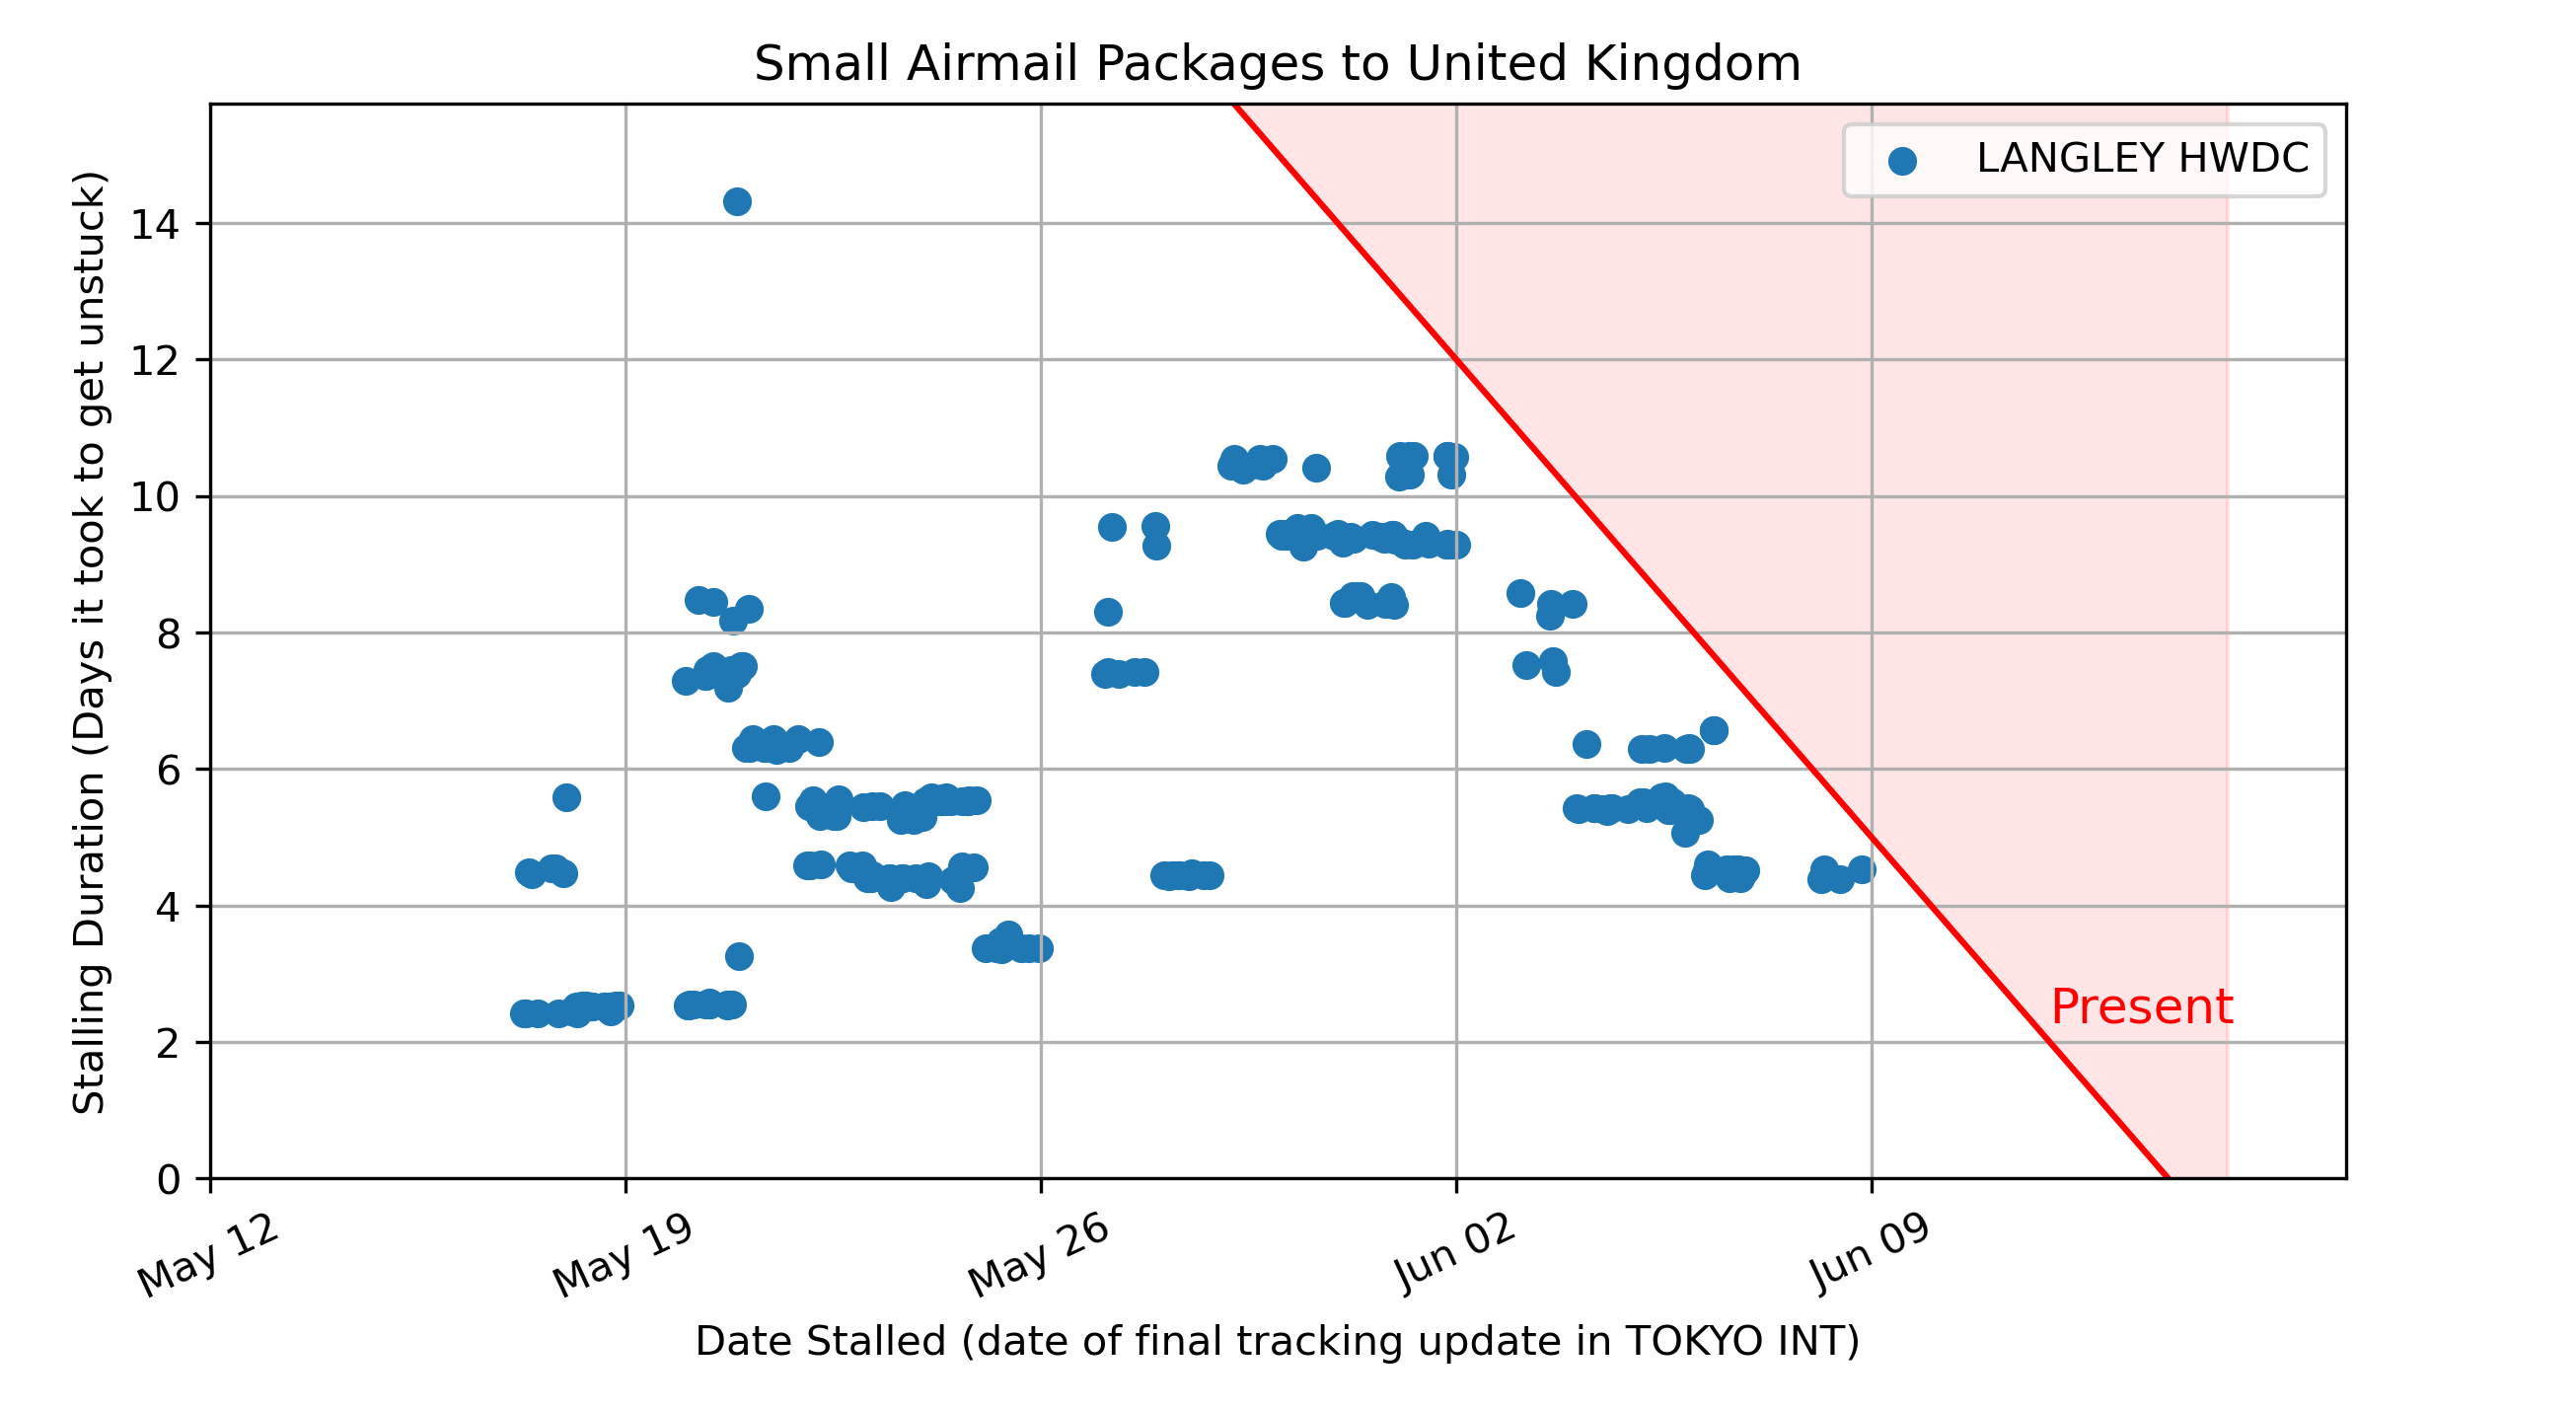 Small Airmail Packages to United Kingdom
LANGLEY HWDC
Stalling Duration (Days it took to get unstuck)
14
12
10
8
6
4
2
0
Present
May 12
May 19
May 26
Jun 02
Jun 09
Date Stalled (date of final tracking update in TOKYO INT)